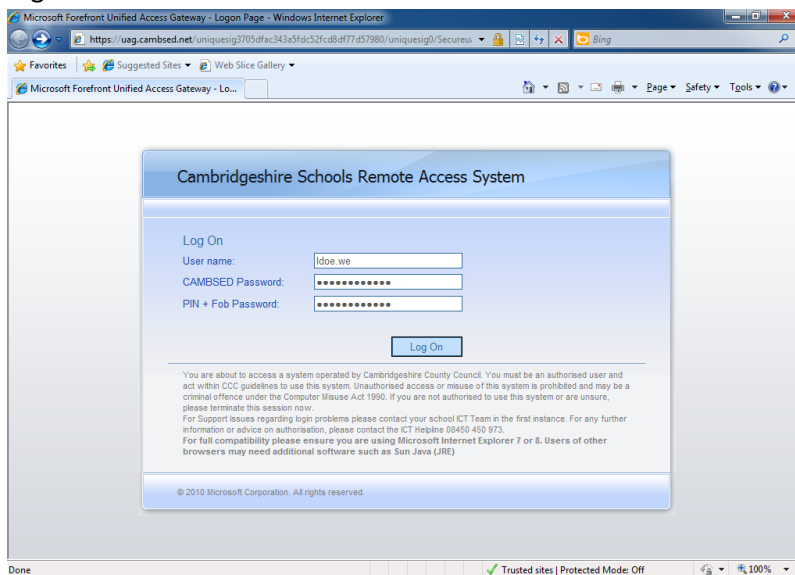 Microsoft Forefront Unified Access Gateway - Logon Page - Windows Internet Explorer
https://uag.cambsed.net/uniquesig3705dfac343a5fdc52fcd8df77d57980/uniquesig0/Secureu
Bing
Favorites Suggested Sites Web Slice Gallery
Microsoft Forefront Unified Access Gateway - Lo... Page Safety Tools
Cambridgeshire Schools Remote Access System
Log On
User name: ldoe.we
CAMBSED Password: ●●●●●●●●●●●●
PIN + Fob Password: ●●●●●●●●●●●●
Log On
You are about to access a system operated by Cambridgeshire County Council. You must be an authorised user and
act within CCC guidelines to use this system. Unauthorised access or misuse of this system is prohibited and may be a
criminal offence under the Computer Misuse Act 1990. If you are not authorised to use this system or are unsure,
please terminate this session now.
For Support Issues regarding login problems please contact your school ICT Team in the first instance. For any further
information or advice on authorisation, please contact the ICT Helpline 08450 450 973.
For full compatibility please ensure you are using Microsoft Internet Explorer 7 or 8. Users of other
browsers may need additional software such as Sun Java (JRE)
© 2010 Microsoft Corporation. All rights reserved.
Done Trusted sites | Protected Mode: Off 100%